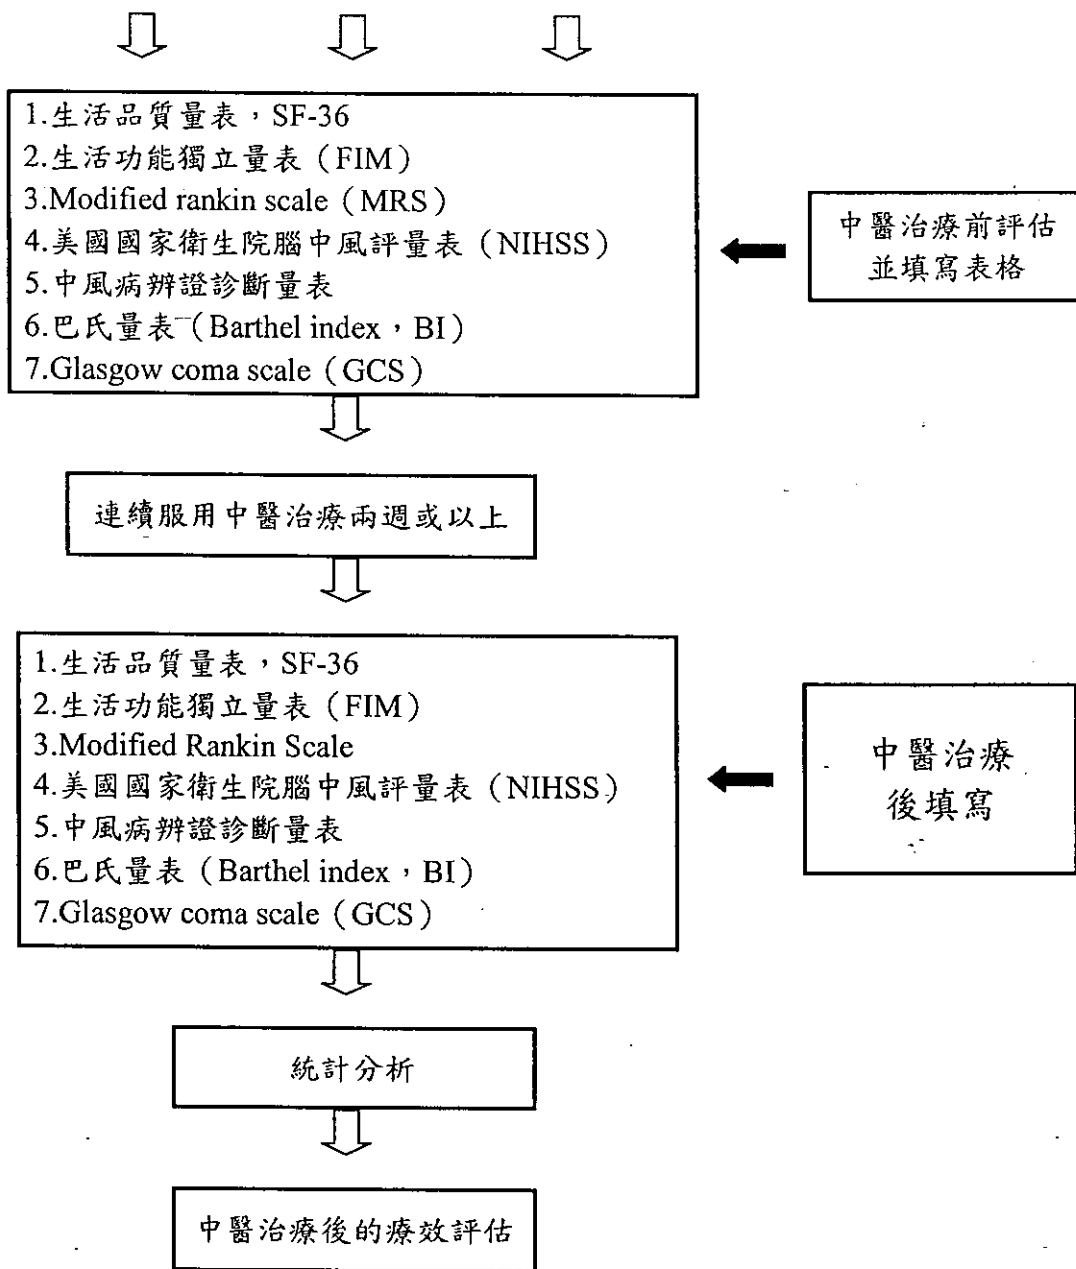 1.生活品質量表，SF-36
2.生活功能獨立量表（FIM）
3.Modified rankin scale（MRS）
4.美國國家衛生院腦中風評量表（NIHSS）
5.中風病辨證診斷量表
6.巴氏量表（Barthel index，BI）
7.Glasgow coma scale（GCS）
中醫治療前評估
並填寫表格
連續服用中醫治療兩週或以上
1.生活品質量表，SF-36
2.生活功能獨立量表（FIM）
3.Modified Rankin Scale
4.美國國家衛生院腦中風評量表（NIHSS）
5.中風病辨證診斷量表
6.巴氏量表（Barthel index，BI）
7.Glasgow coma scale（GCS）
中醫治療
後填寫
統計分析
中醫治療後的療效評估